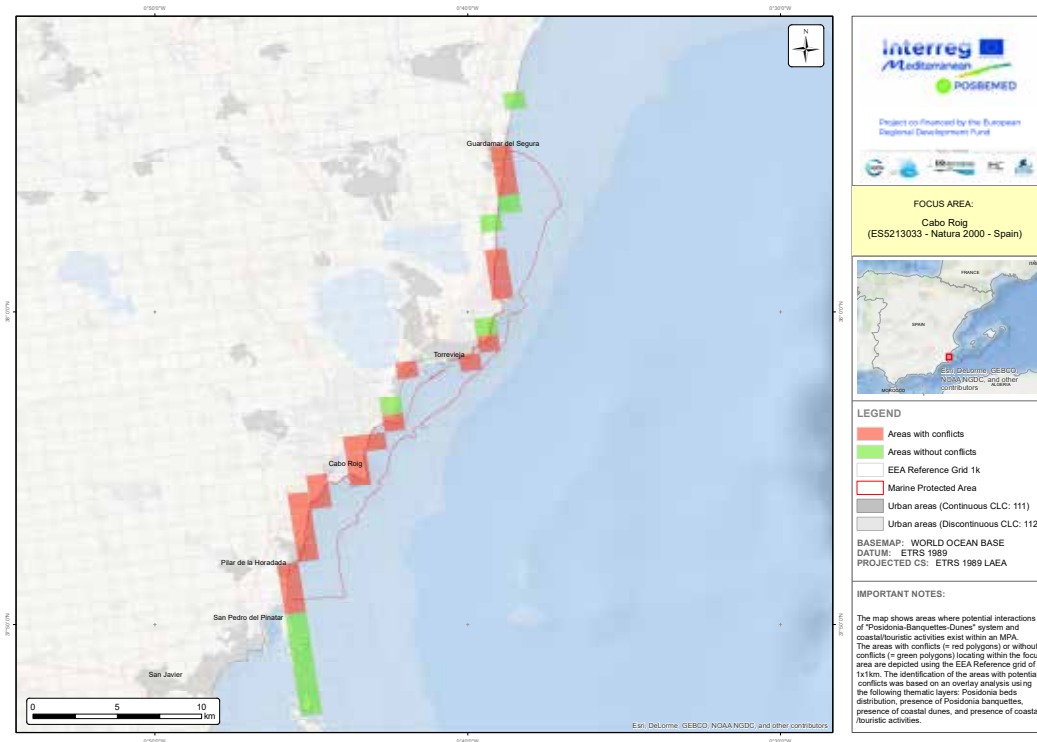 0°50'0"W
0°40'0"W
0°30'0"W
N
Guardamar del Segura
Torrevieja
Cabo Roig
Pilar de la Horadada
San Pedro del Pinatar
San Javier
0 5 10
km
Esri, DeLorme, GEBCO, NOAA NGDC, and other contributors
Interreg
Mediterranean
POSBEMED
Project co-financed by the European
Regional Development Fund
FOCUS AREA:
Cabo Roig
(ES5213033 - Natura 2000 - Spain)
FRANCE
SPAIN
MOROCCO
ALGERIA
Esri, DeLorme, GEBCO,
NOAA NGDC, and other
contributors
LEGEND
Areas with conflicts
Areas without conflicts
EEA Reference Grid 1k
Marine Protected Area
Urban areas (Continuous CLC: 111)
Urban areas (Discontinuous CLC: 112
BASEMAP: WORLD OCEAN BASE
DATUM: ETRS 1989
PROJECTED CS: ETRS 1989 LAEA
IMPORTANT NOTES:
The map shows areas where potential interactions
of "Posidonia-Banquettes-Dunes" system and
coastal/touristic activities exist within an MPA.
The areas with conflicts (= red polygons) or without
conflicts (= green polygons) locating within the focu
area are depicted using the EEA Reference grid of
1x1km. The identification of the areas with potential
conflicts was based on an overlay analysis using
the following thematic layers: Posidonia beds
distribution, presence of Posidonia banquettes,
presence of coastal dunes, and presence of coasta
/touristic activities.